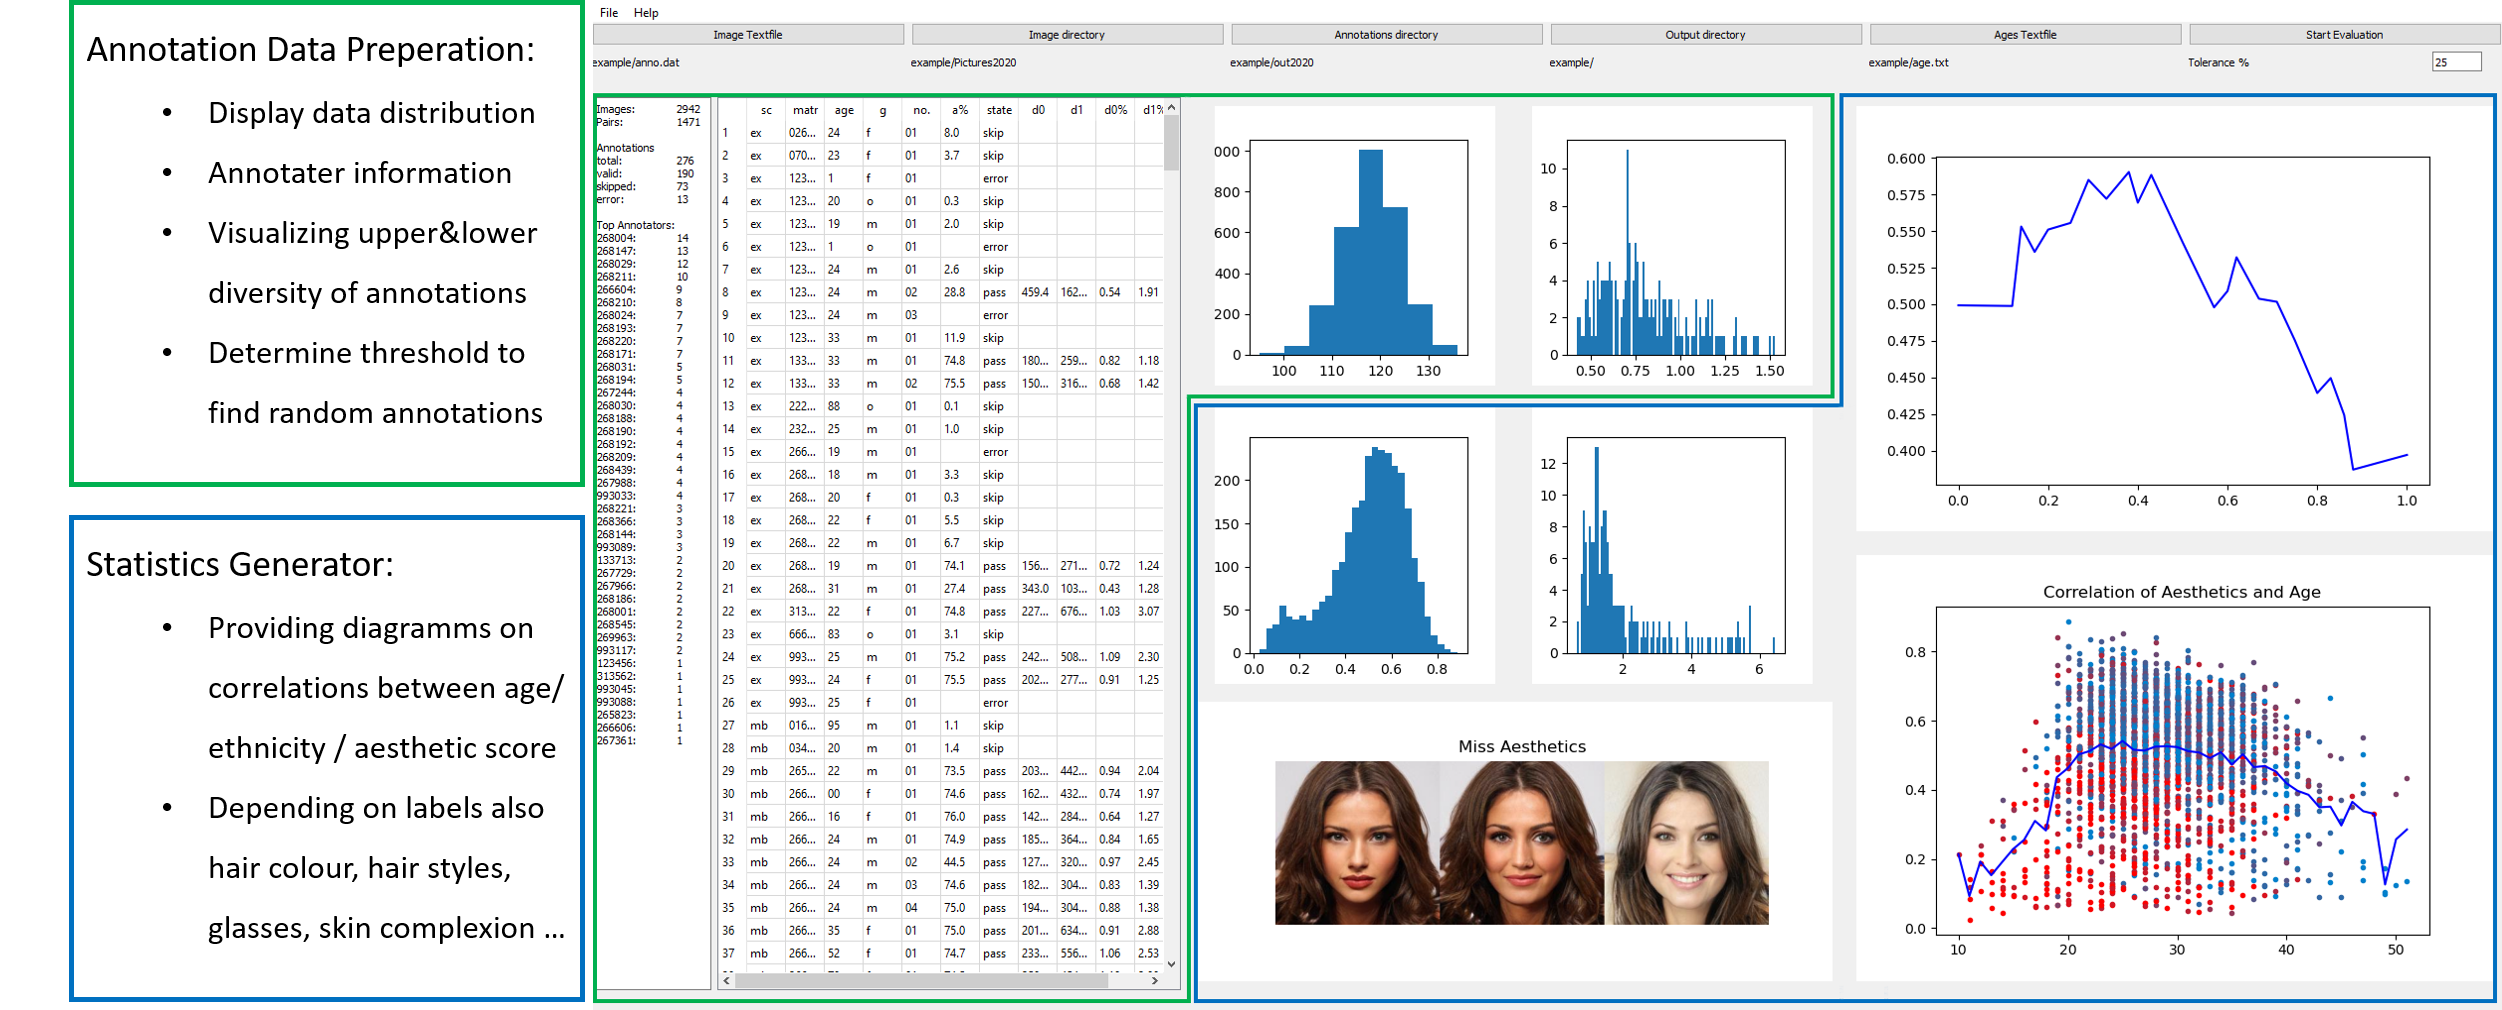 Annotation Data Preperation:
• Display data distribution
• Annotater information
• Visualizing upper&lower
diversity of annotations
• Determine threshold to
find random annotations
Statistics Generator:
• Providing diagramms on
correlations between age/
ethnicity / aesthetic score
• Depending on labels also
hair colour, hair styles,
glasses, skin complexion ...
File Help
Image Textfile Image directory Annotations directory Output directory Ages Textfile Start Evaluation
example/anno.dat example/Pictures2020 example/out2020 example/ example/age.txt Tolerance % 25
Images: 2942
Pairs: 1471
Annotations
total: 276
valid: 190
skipped: 73
error: 13
Top Annotators:
268004: 14
268147: 13
268029: 12
268211: 10
266604: 9
268210: 8
268024: 7
268193: 7
268220: 7
268171: 7
268031: 5
268194: 5
267244: 4
268030: 4
268188: 4
268190: 4
268192: 4
268209: 4
268439: 4
267988: 4
993033: 4
268221: 3
268366: 3
268144: 3
993089: 3
133713: 2
267729: 2
267966: 2
268186: 2
268001: 2
268545: 2
269963: 2
993117: 2
123456: 1
313562: 1
993045: 1
993088: 1
265823: 1
266606: 1
267361: 1
sc matr age g no. a% state d0 d1 d0% d1%
1 ex 026... 24 f 01 8.0 skip
2 ex 070... 23 f 01 3.7 skip
3 ex 123... 1 f 01 error
4 ex 123... 20 o 01 0.3 skip
5 ex 123... 19 m 01 2.0 skip
6 ex 123... 1 o 01 error
7 ex 123... 24 m 01 2.6 skip
8 ex 123... 24 m 02 28.8 pass 459.4 162... 0.54 1.91
9 ex 123... 24 m 03 error
10 ex 123... 33 m 01 11.9 skip
11 ex 133... 33 m 01 74.8 pass 180... 259... 0.82 1.18
12 ex 133... 33 m 02 75.5 pass 150... 316... 0.68 1.42
13 ex 222... 88 o 01 0.1 skip
14 ex 232... 25 m 01 1.0 skip
15 ex 266... 19 m 01 error
16 ex 268... 18 m 01 3.3 skip
17 ex 268... 20 f 01 0.3 skip
18 ex 268... 22 f 01 5.5 skip
19 ex 268... 22 m 01 6.7 skip
20 ex 268... 19 m 01 74.1 pass 156... 271... 0.72 1.24
21 ex 268... 31 m 01 27.4 pass 343.0 103... 0.43 1.28
22 ex 313... 22 f 01 74.8 pass 227... 676... 1.03 3.07
23 ex 666... 83 o 01 3.1 skip
24 ex 993... 25 m 01 75.2 pass 242... 508... 1.09 2.30
25 ex 993... 24 f 01 75.5 pass 202... 277... 0.91 1.25
26 ex 993... 25 f 01 error
27 mb 016... 95 m 01 1.1 skip
28 mb 034... 20 m 01 1.4 skip
29 mb 265... 22 m 01 73.5 pass 203... 442... 0.94 2.04
30 mb 266... 00 f 01 74.6 pass 162... 432... 0.74 1.97
31 mb 266... 16 f 01 76.0 pass 142... 284... 0.64 1.27
32 mb 266... 24 m 01 74.9 pass 185... 364... 0.84 1.65
33 mb 266... 24 m 02 44.5 pass 127... 320... 0.97 2.45
34 mb 266... 24 m 03 74.6 pass 182... 304... 0.83 1.39
35 mb 266... 24 m 04 75.0 pass 194... 304... 0.88 1.38
36 mb 266... 35 f 01 75.0 pass 201... 634... 0.91 2.88
37 mb 266... 52 f 01 74.7 pass 233... 556... 1.06 2.53
000
800
600
400
200
0
100 110 120 130
10
8
6
4
2
0
0.50 0.75 1.00 1.25 1.50
200
150
100
50
0
0.0 0.2 0.4 0.6 0.8
12
10
8
6
4
2
0
2 4 6
Miss Aesthetics
0.600
0.575
0.550
0.525
0.500
0.475
0.450
0.425
0.400
0.0 0.2 0.4 0.6 0.8 1.0
Correlation of Aesthetics and Age
0.8
0.6
0.4
0.2
0.0
10 20 30 40 50